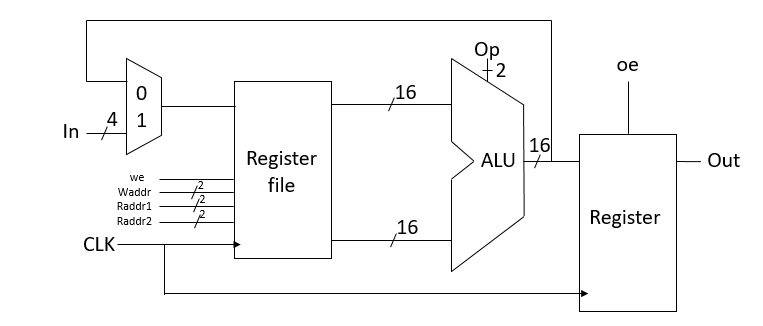 Op
2
oe
16
0
4
1
In
16
Register
file
ALU
Out
we
Waddr
2
Raddr1
2
Raddr2
2
Register
16
CLK